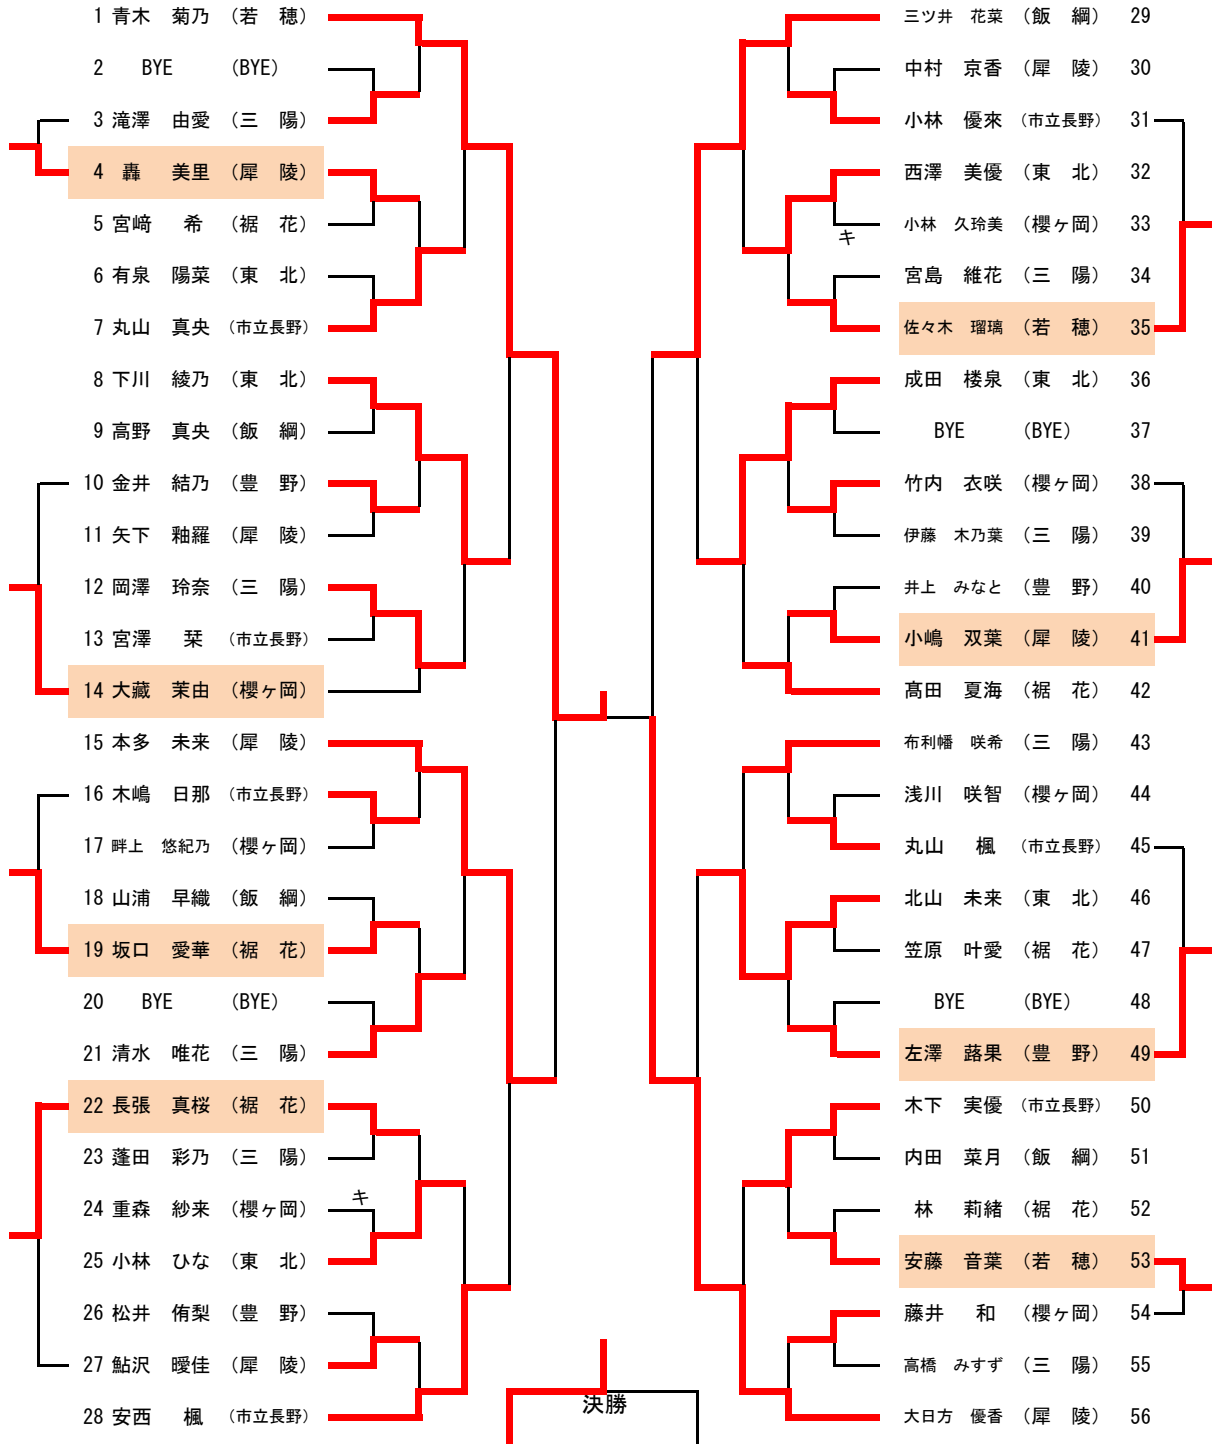 1 青木 菊乃 (若 穂)
2 BYE (BYE)
3 滝澤 由愛 (三 陽)
4 轟 美里 (犀 陵)
5 宮﨑 希 (裾 花)
6 有泉 陽菜 (東 北)
7 丸山 真央 (市立長野)
8 下川 綾乃 (東 北)
9 高野 真央 (飯 綱)
10 金井 結乃 (豊 野)
11 矢下 釉羅 (犀 陵)
12 岡澤 玲奈 (三 陽)
13 宮澤 栞 (市立長野)
14 大藏 茉由 (櫻ヶ岡)
15 本多 未来 (犀 陵)
16 木嶋 日那 (市立長野)
17 畔上 悠紀乃 (櫻ヶ岡)
18 山浦 早織 (飯 綱)
19 坂口 愛華 (裾 花)
20 BYE (BYE)
21 清水 唯花 (三 陽)
22 長張 真桜 (裾 花)
23 蓬田 彩乃 (三 陽)
24 重森 紗来 (櫻ヶ岡) キ
25 小林 ひな (東 北)
26 松井 侑梨 (豊 野)
27 鮎沢 曖佳 (犀 陵)
28 安西 楓 (市立長野)
三ツ井 花菜 (飯 綱) 29
中村 京香 (犀 陵) 30
小林 優來 (市立長野) 31
西澤 美優 (東 北) 32
キ 小林 久玲美 (櫻ヶ岡) 33
宮島 維花 (三 陽) 34
佐々木 瑠璃 (若 穂) 35
成田 楼泉 (東 北) 36
BYE (BYE) 37
竹内 衣咲 (櫻ヶ岡) 38
伊藤 木乃葉 (三 陽) 39
井上 みなと (豊 野) 40
小嶋 双葉 (犀 陵) 41
髙田 夏海 (裾 花) 42
布利幡 咲希 (三 陽) 43
浅川 咲智 (櫻ヶ岡) 44
丸山 楓 (市立長野) 45
北山 未来 (東 北) 46
笠原 叶愛 (裾 花) 47
BYE (BYE) 48
左澤 蕗果 (豊 野) 49
木下 実優 (市立長野) 50
内田 菜月 (飯 綱) 51
林 莉緒 (裾 花) 52
安藤 音葉 (若 穂) 53
藤井 和 (櫻ヶ岡) 54
高橋 みすず (三 陽) 55
大日方 優香 (犀 陵) 56
決勝